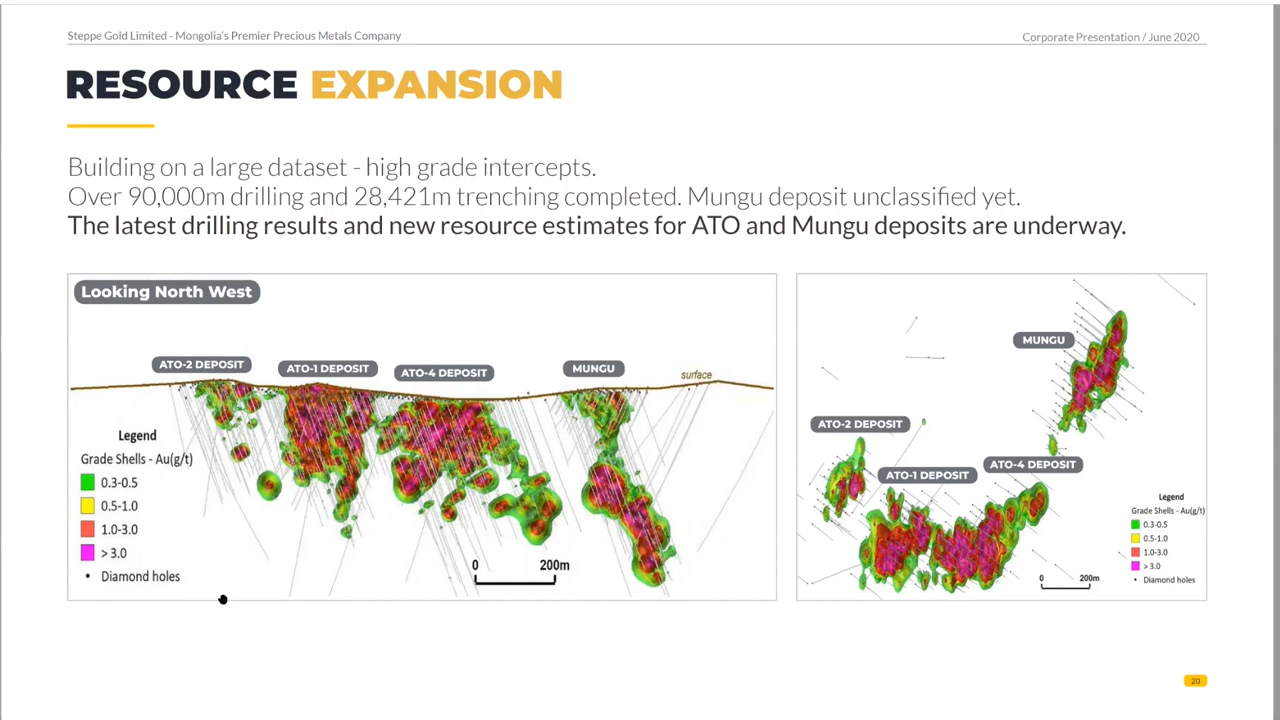 Steppe Gold Limited - Mongolia's Premier Precious Metals Company
Corporate Presentation / June 2020
RESOURCE EXPANSION
Building on a large dataset - high grade intercepts.
Over 90,000m drilling and 28,421m trenching completed. Mungu deposit unclassified yet.
The latest drilling results and new resource estimates for ATO and Mungu deposits are underway.
Looking North West
ATO-2 DEPOSIT
ATO-1 DEPOSIT
ATO-4 DEPOSIT
MUNGU
surface
Legend
Grade Shells - Au(g/t)
0.3-0.5
0.5-1.0
1.0-3.0
> 3.0
Diamond holes
0 200m
MUNGU
ATO-2 DEPOSIT
ATO-1 DEPOSIT
ATO-4 DEPOSIT
Legend
Grade Shells - Au(g/t)
0.3-0.5
0.5-1.0
1.0-3.0
> 3.0
Diamond holes
0 200m
20